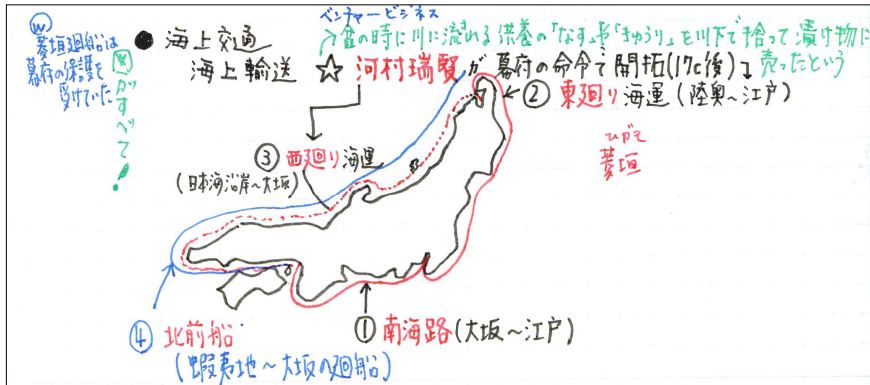 ベンチャービジネス
Ⓦ 菱垣廻船は
幕府の保護を
受けていた
がすべて!
盆の時に川に流れる供養の「なす」や「きゅうり」を川下で拾って漬け物に
売ったという
● 海上交通
海上輸送 ☆ 河村瑞賢が幕府の命令で開拓(17c後)
② 東廻り海運(陸奥～江戸)
ひがき
菱垣
③ 西廻り海運
(日本海沿岸～大坂)
④ 北前船
(蝦夷地～大坂の廻船)
① 南海路(大坂～江戸)